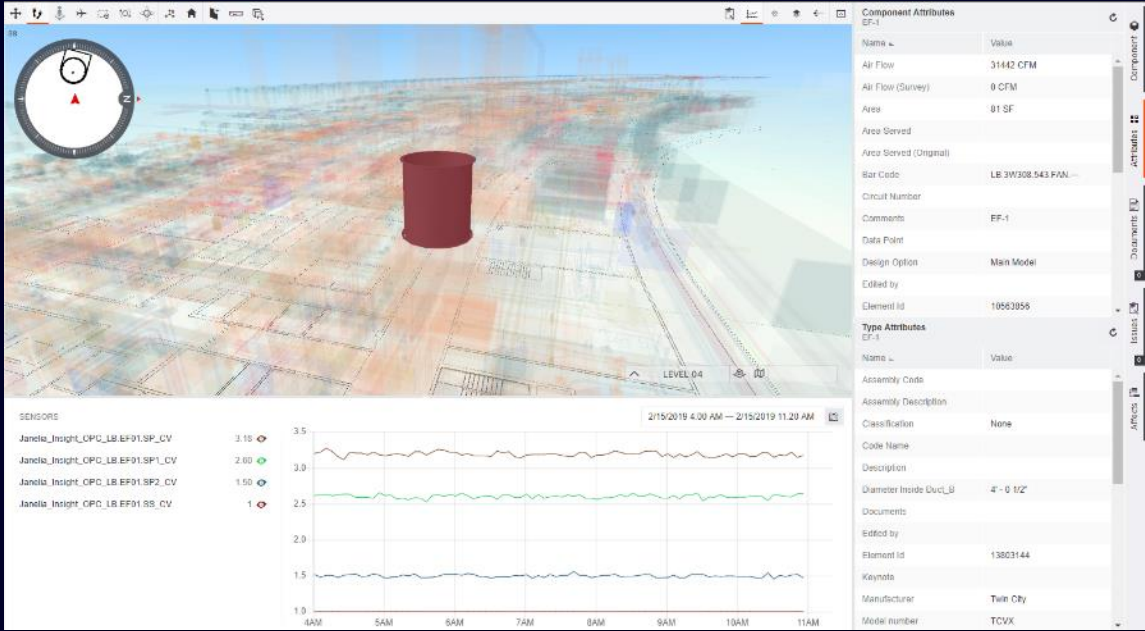 Component Attributes
EF-1
Name Value
Air Flow 31442 CFM
Air Flow (Survey) 0 CFM
Area 81 SF
Area Served
Area Served (Original)
Bar Code LB.3W308.543.FAN.···
Circuit Number
Comments EF-1
Data Point
Design Option Main Model
Edited by
Element Id 10563056
Type Attributes
EF-1
Name Value
Assembly Code
Assembly Description
Classification None
Code Name
Description
Diameter Inside Duct_B 4' - 0 1/2"
Documents
Edited by
Element Id 13803144
Keynote
Manufacturer Twin City
Model number TCVX
Component
Attributes
Documents
0
Issues
0
Affects
N
LEVEL 04
SENSORS
2/15/2019 4:00 AM — 2/15/2019 11:20 AM
Janelia_Insight_OPC_LB.EF01.SP_CV 3.18
Janelia_Insight_OPC_LB.EF01.SP1_CV 2.60
Janelia_Insight_OPC_LB.EF01.SP2_CV 1.50
Janelia_Insight_OPC_LB.EF01.SS_CV 1
3.5
3.0
2.5
2.0
1.5
1.0
4AM 5AM 6AM 7AM 8AM 9AM 10AM 11AM